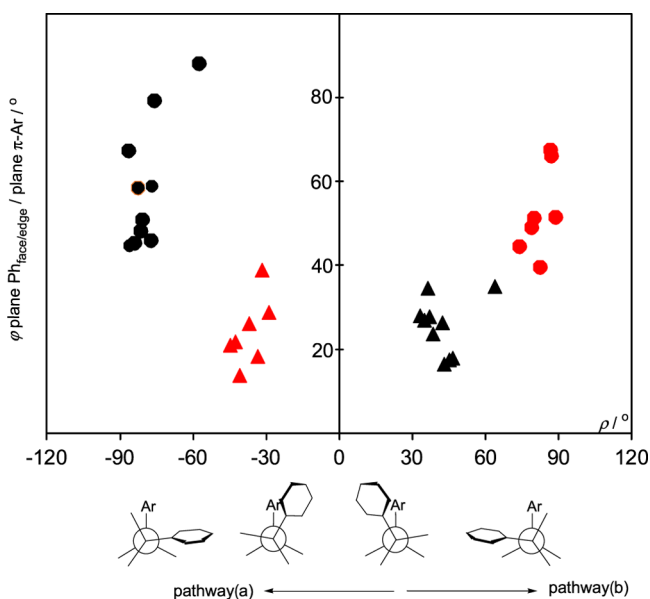 φ plane Ph_face/edge / plane π-Ar / °
80
60
40
20
ρ / °
-120 -90 -60 -30 0 30 60 90 120
Ar Ar Ar Ar
pathway(a) pathway(b)